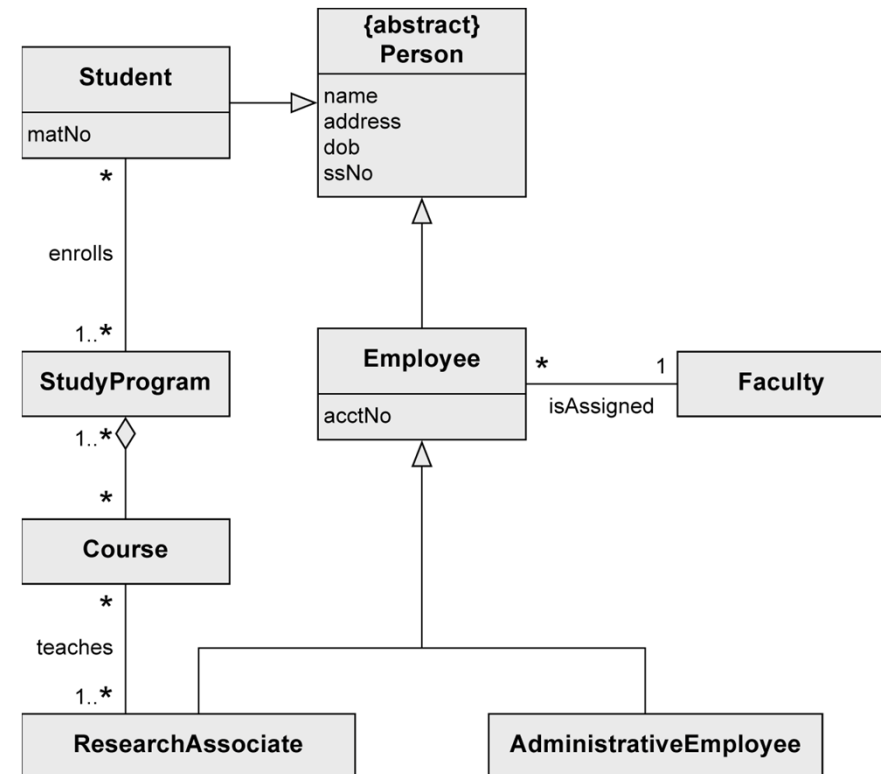 {abstract}
Person
name
address
dob
ssNo
Student
matNo
*
enrolls
1..*
StudyProgram
1..*
*
Course
*
teaches
1..*
ResearchAssociate
Employee
acctNo
* 1
isAssigned
Faculty
AdministrativeEmployee